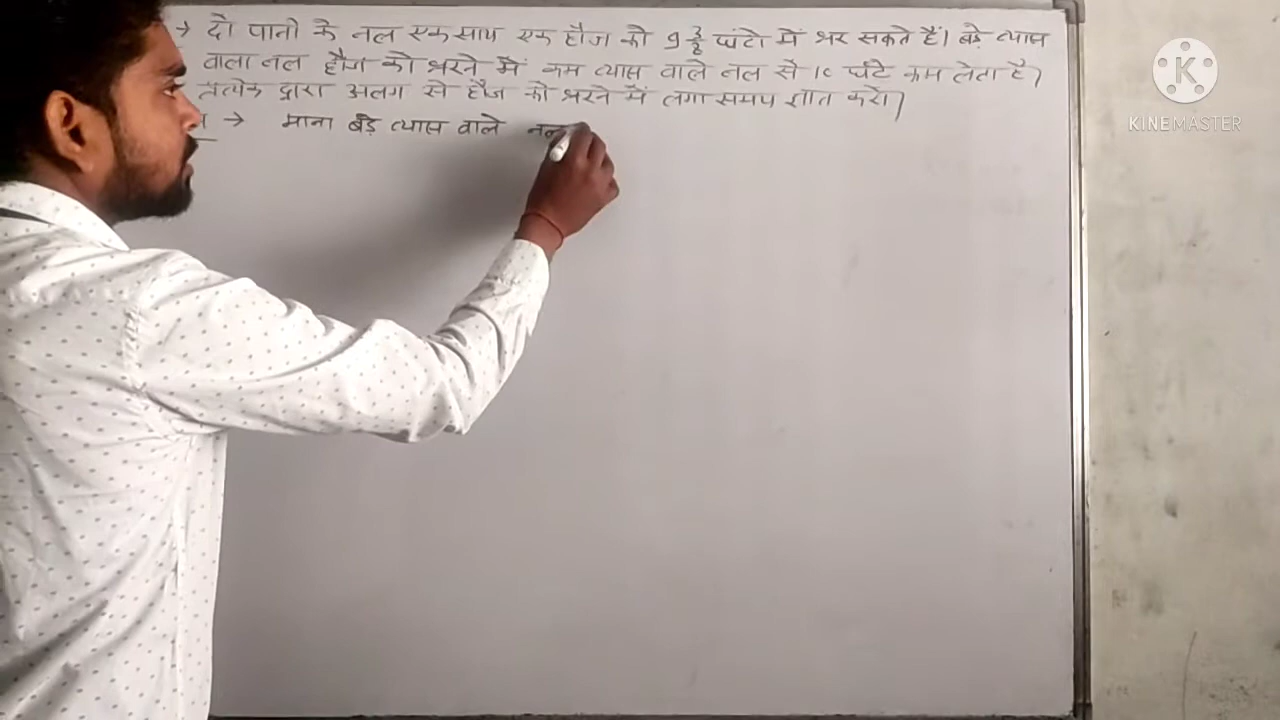 → दो पानी के नल एक साथ एक हौज को 9 3/8 घंटो में भर सकते हैं। बड़े व्यास
वाला नल हौज को भरने में कम व्यास वाले नल से 10 घंटे कम लेता है।
प्रत्येक द्वारा अलग से हौज को भरने में लगा समय ज्ञात करो।
→ माना बड़े व्यास वाले नल
KINEMASTER